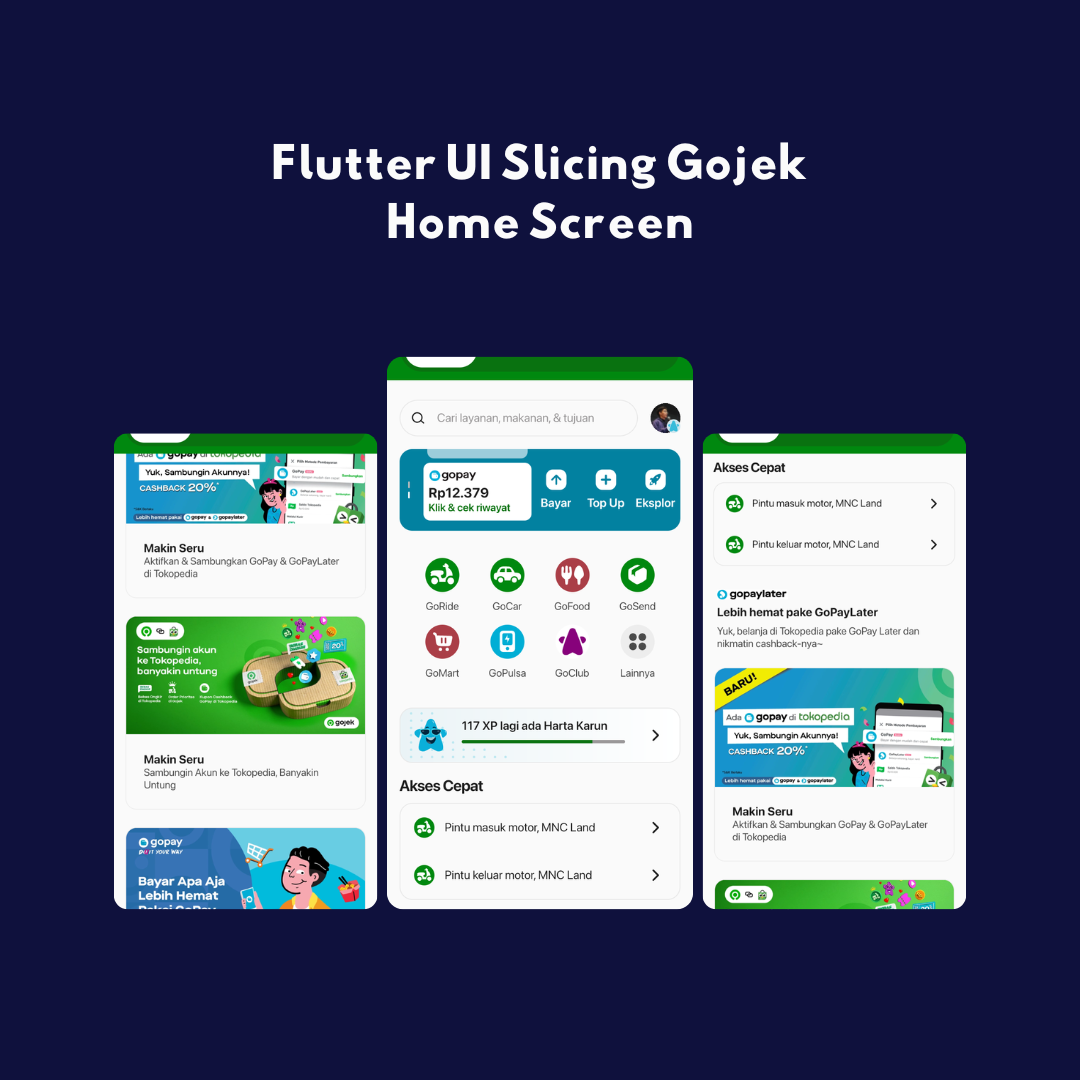 Flutter UI Slicing Gojek
Home Screen
Ada gopay di tokopedia
Yuk, Sambungin Akunnya!
CASHBACK 20%*
Lebih hemat pakai gopay & gopaylater
Makin Seru
Aktifkan & Sambungkan GoPay & GoPayLater
di Tokopedia
Sambungin akun
ke Tokopedia,
banyakin untung
gojek
Makin Seru
Sambungin Akun ke Tokopedia, Banyakin
Untung
gopay
Bayar Apa Aja
Lebih Hemat
Pakai GoPay
Cari layanan, makanan, & tujuan
gopay
Rp12.379
Klik & cek riwayat
Bayar
Top Up
Eksplor
GoRide
GoCar
GoFood
GoSend
GoMart
GoPulsa
GoClub
Lainnya
117 XP lagi ada Harta Karun
Akses Cepat
Pintu masuk motor, MNC Land
Pintu keluar motor, MNC Land
Akses Cepat
Pintu masuk motor, MNC Land
Pintu keluar motor, MNC Land
gopaylater
Lebih hemat pake GoPayLater
Yuk, belanja di Tokopedia pake GoPay Later dan
nikmatin cashback-nya~
BARU!
Ada gopay di tokopedia
Yuk, Sambungin Akunnya!
CASHBACK 20%*
Lebih hemat pakai gopay & gopaylater
Makin Seru
Aktifkan & Sambungkan GoPay & GoPayLater
di Tokopedia